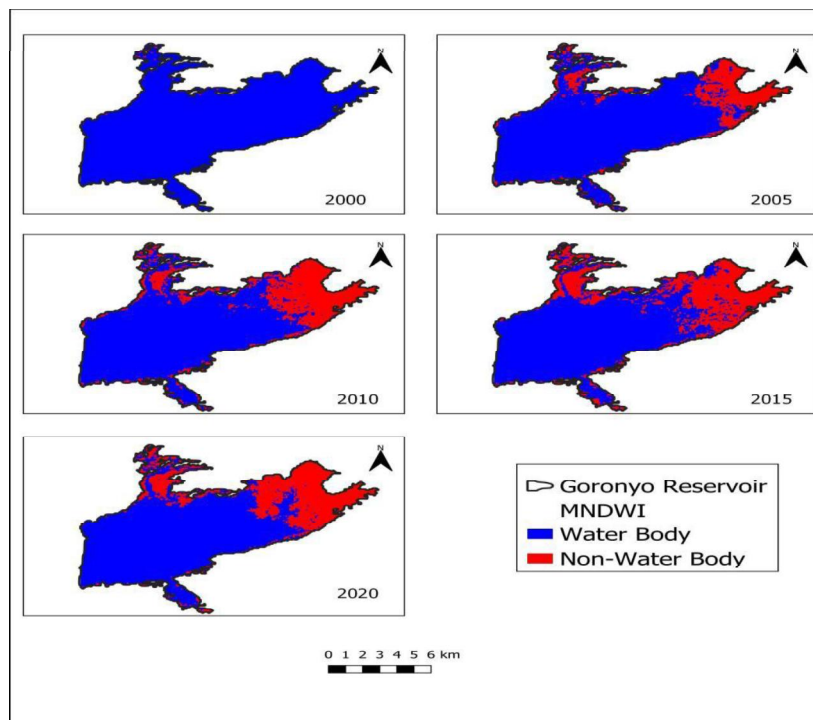 N
2000
N
2005
N
2010
N
2015
N
2020
Goronyo Reservoir
MNDWI
Water Body
Non-Water Body
0 1 2 3 4 5 6 km